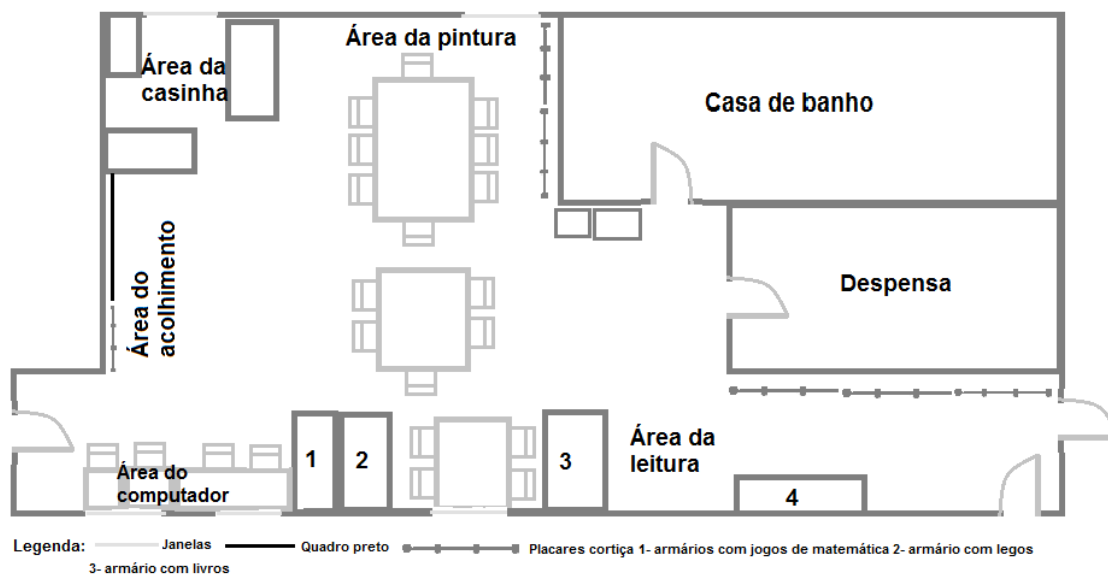 Área da pintura
Área da
casinha
Casa de banho
Área do
acolhimento
Despensa
Área da
leitura
1
2
3
4
Área do
computador
Legenda:
Janelas
Quadro preto
Placares cortiça 1- armários com jogos de matemática 2- armário com legos
3- armário com livros